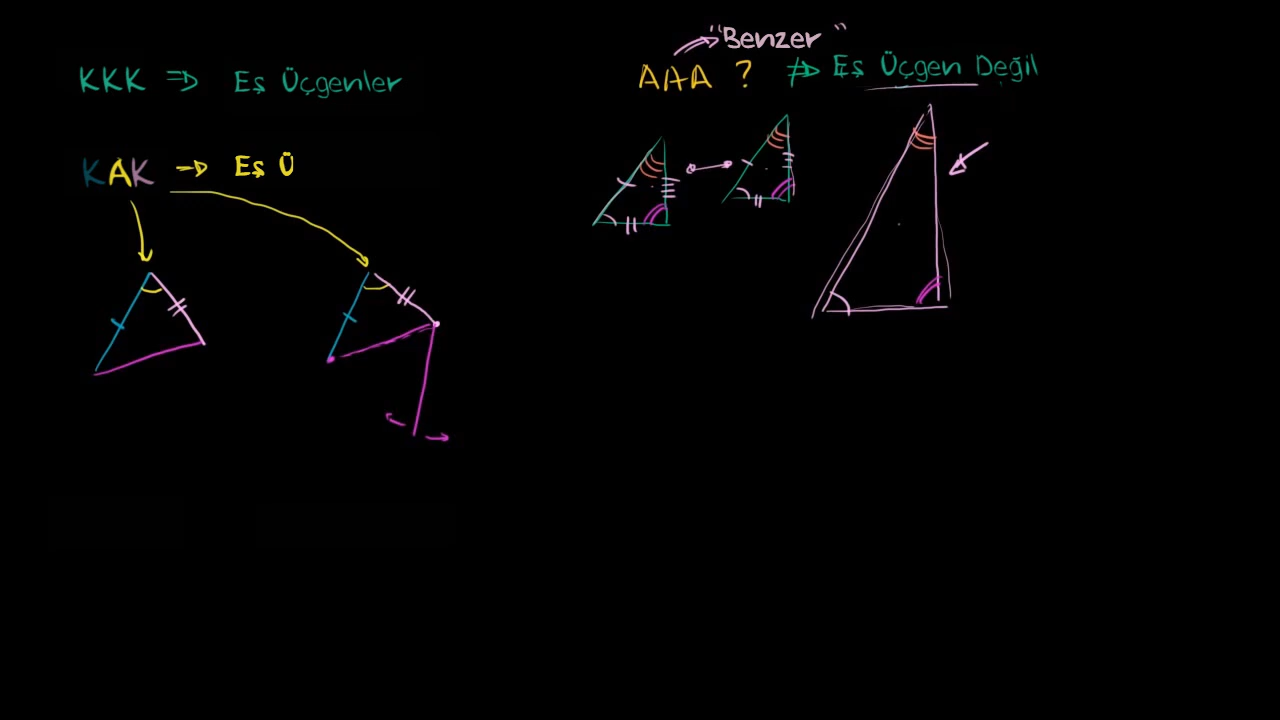 KKK => Eş Üçgenler
KAK => Eş Ü
"Benzer"
AAA ? ≠> Eş Üçgen Değil